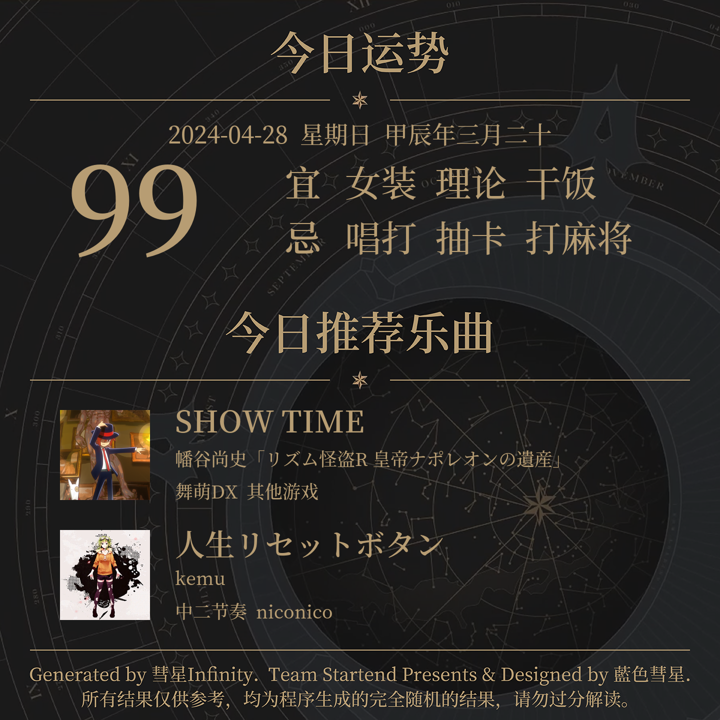 今日运势
2024-04-28 星期日 甲辰年三月二十
99
宜 女装 理论 干饭
忌 唱打 抽卡 打麻将
今日推荐乐曲
SHOW TIME
幡谷尚史「リズム怪盗R 皇帝ナポレオンの遺産」
舞萌DX 其他游戏
人生リセットボタン
kemu
中二节奏 niconico
Generated by 彗星Infinity. Team Startend Presents & Designed by 藍色彗星.
所有结果仅供参考，均为程序生成的完全随机的结果，请勿过分解读。
XII
XI
X
IX
SEPTEMBER